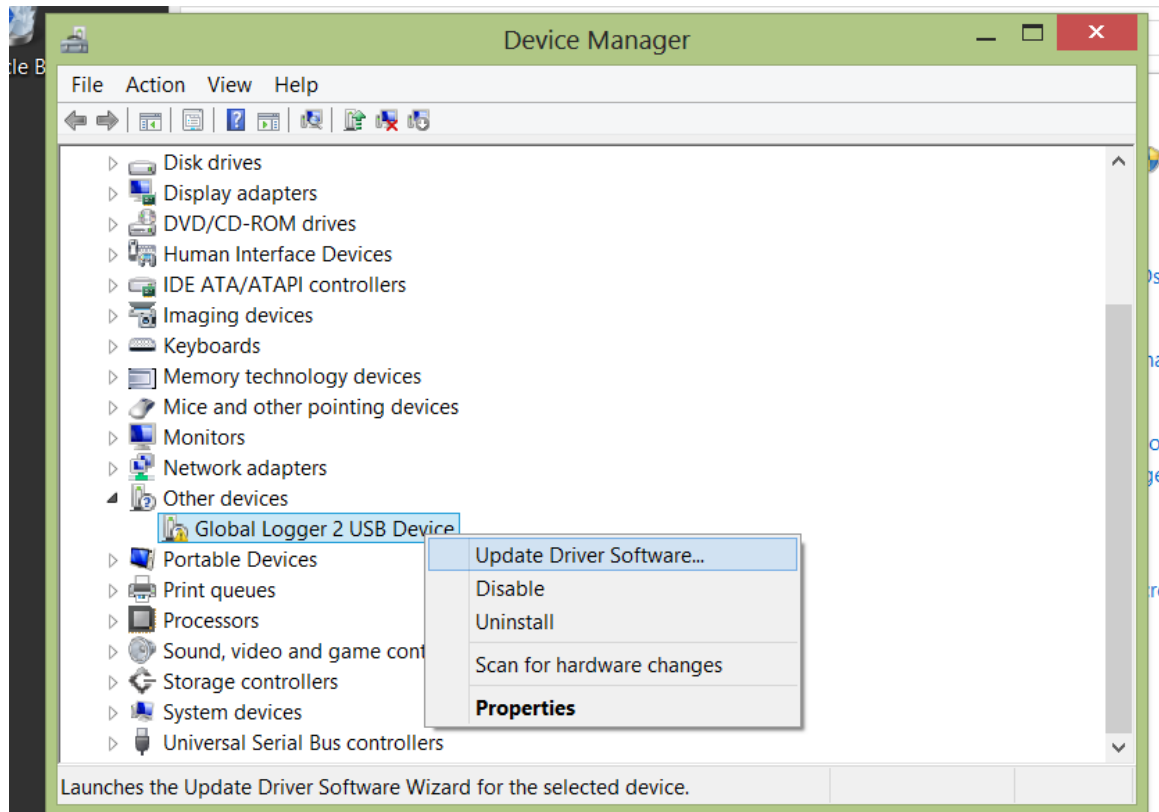 cle B
Device Manager
File Action View Help
Disk drives
Display adapters
DVD/CD-ROM drives
Human Interface Devices
IDE ATA/ATAPI controllers
Imaging devices
Keyboards
Memory technology devices
Mice and other pointing devices
Monitors
Network adapters
Other devices
Global Logger 2 USB Device
Portable Devices
Print queues
Processors
Sound, video and game cont
Storage controllers
System devices
Universal Serial Bus controllers
Update Driver Software...
Disable
Uninstall
Scan for hardware changes
Properties
Launches the Update Driver Software Wizard for the selected device.